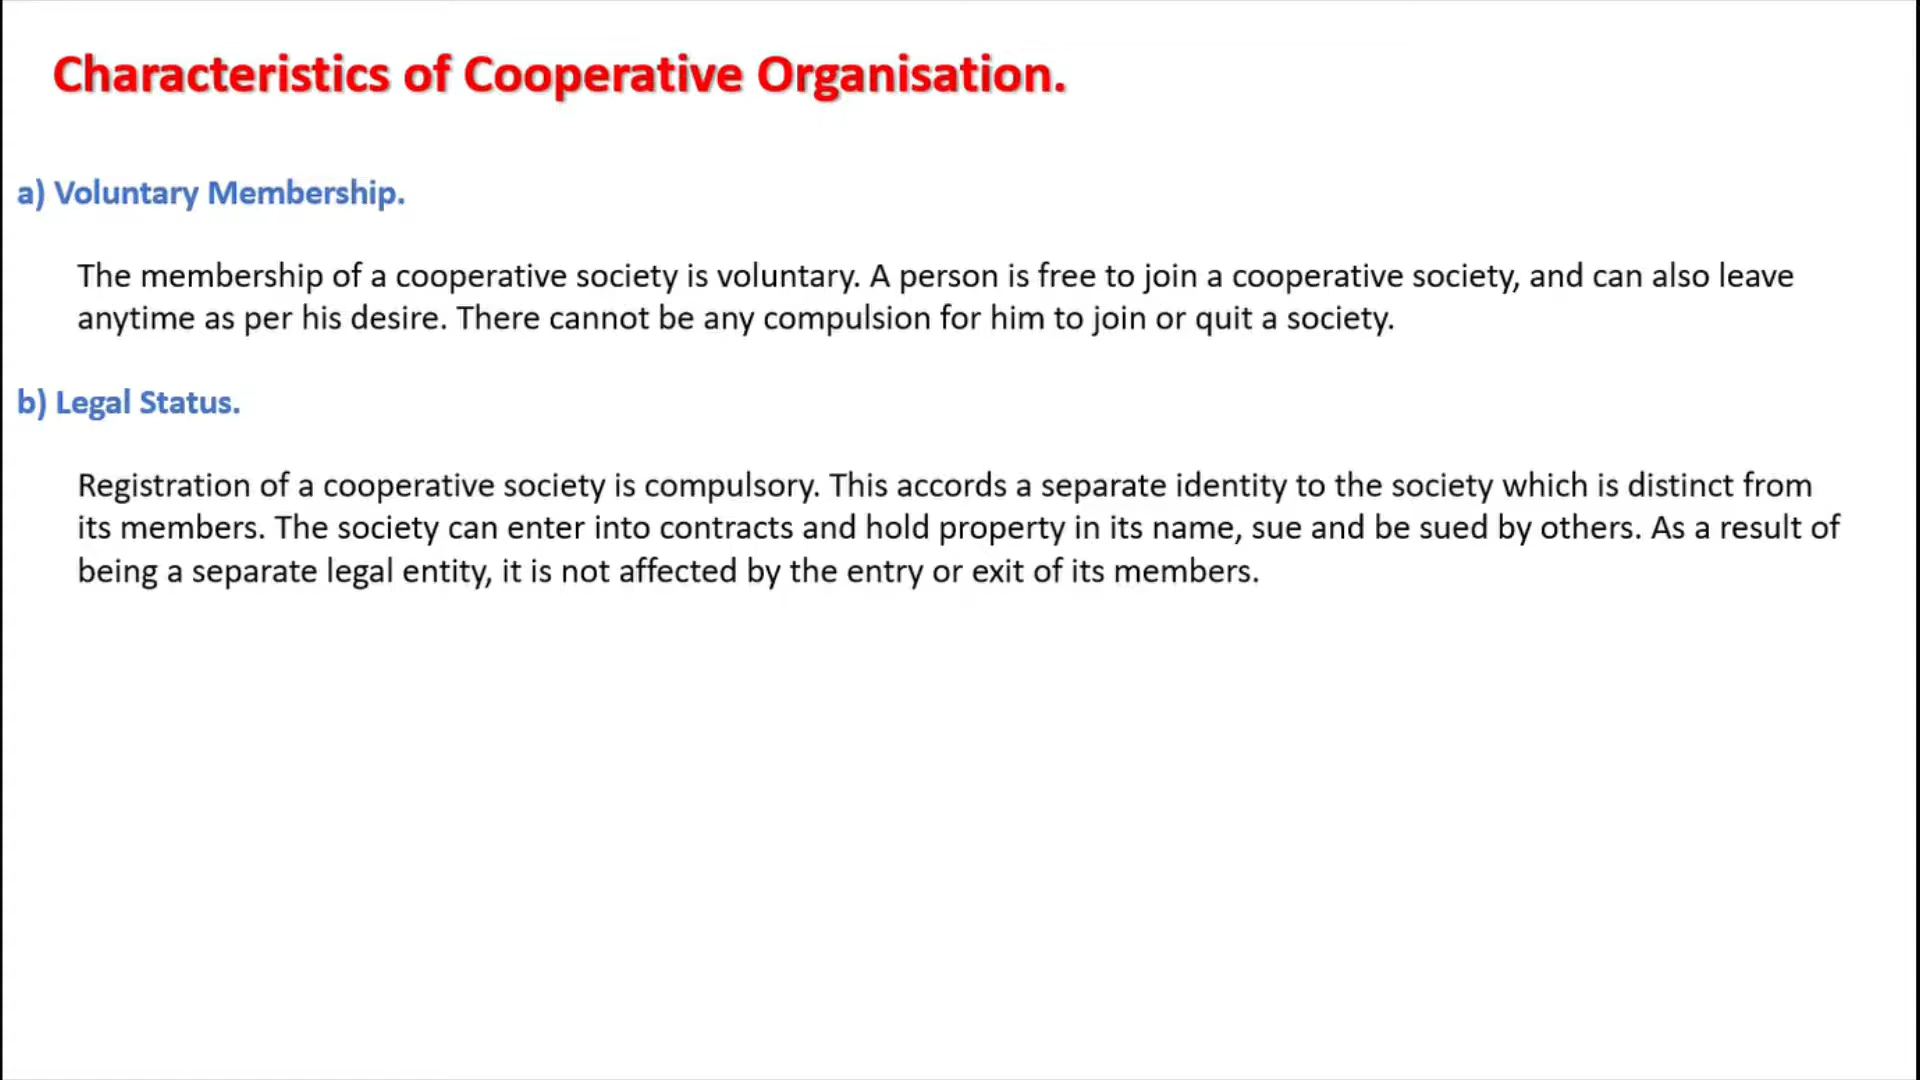 Characteristics of Cooperative Organisation.
a) Voluntary Membership.
The membership of a cooperative society is voluntary. A person is free to join a cooperative society, and can also leave
anytime as per his desire. There cannot be any compulsion for him to join or quit a society.
b) Legal Status.
Registration of a cooperative society is compulsory. This accords a separate identity to the society which is distinct from
its members. The society can enter into contracts and hold property in its name, sue and be sued by others. As a result of
being a separate legal entity, it is not affected by the entry or exit of its members.